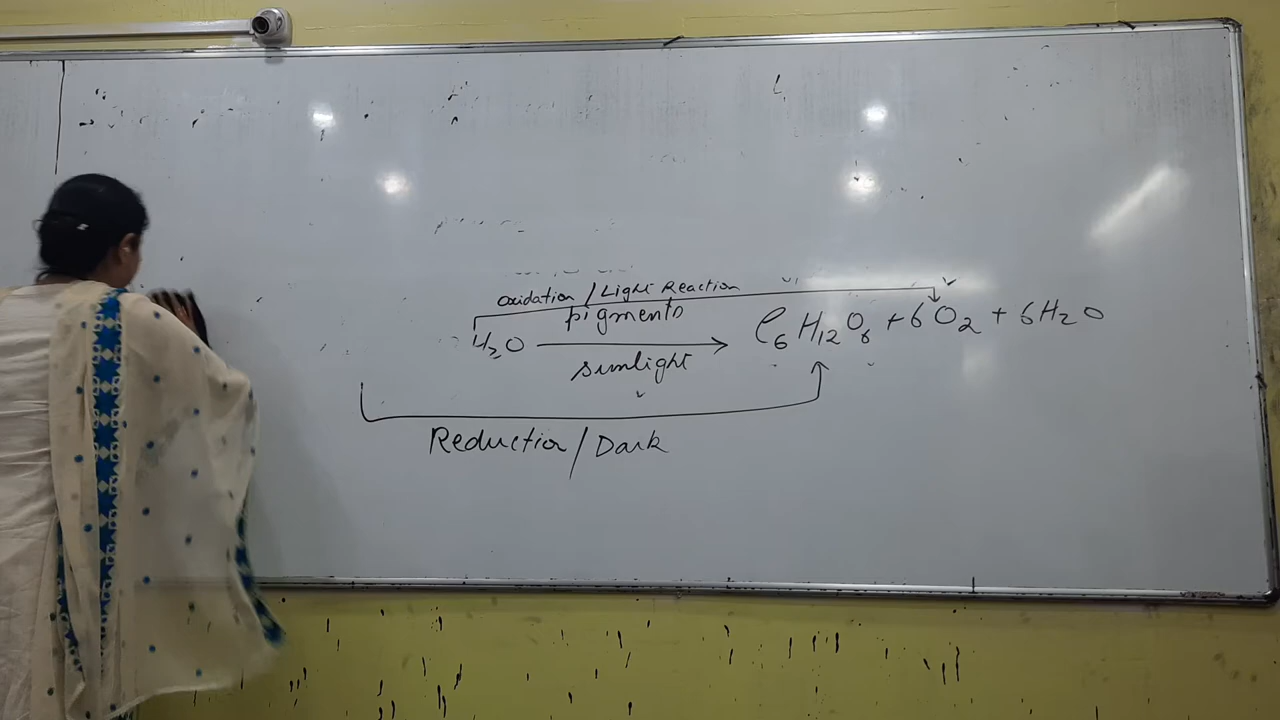 oxidation / Light Reaction
pigments
H₂O ⟶ C₆H₁₂O₆ + 6O₂ + 6H₂O
sunlight
Reduction / Dark